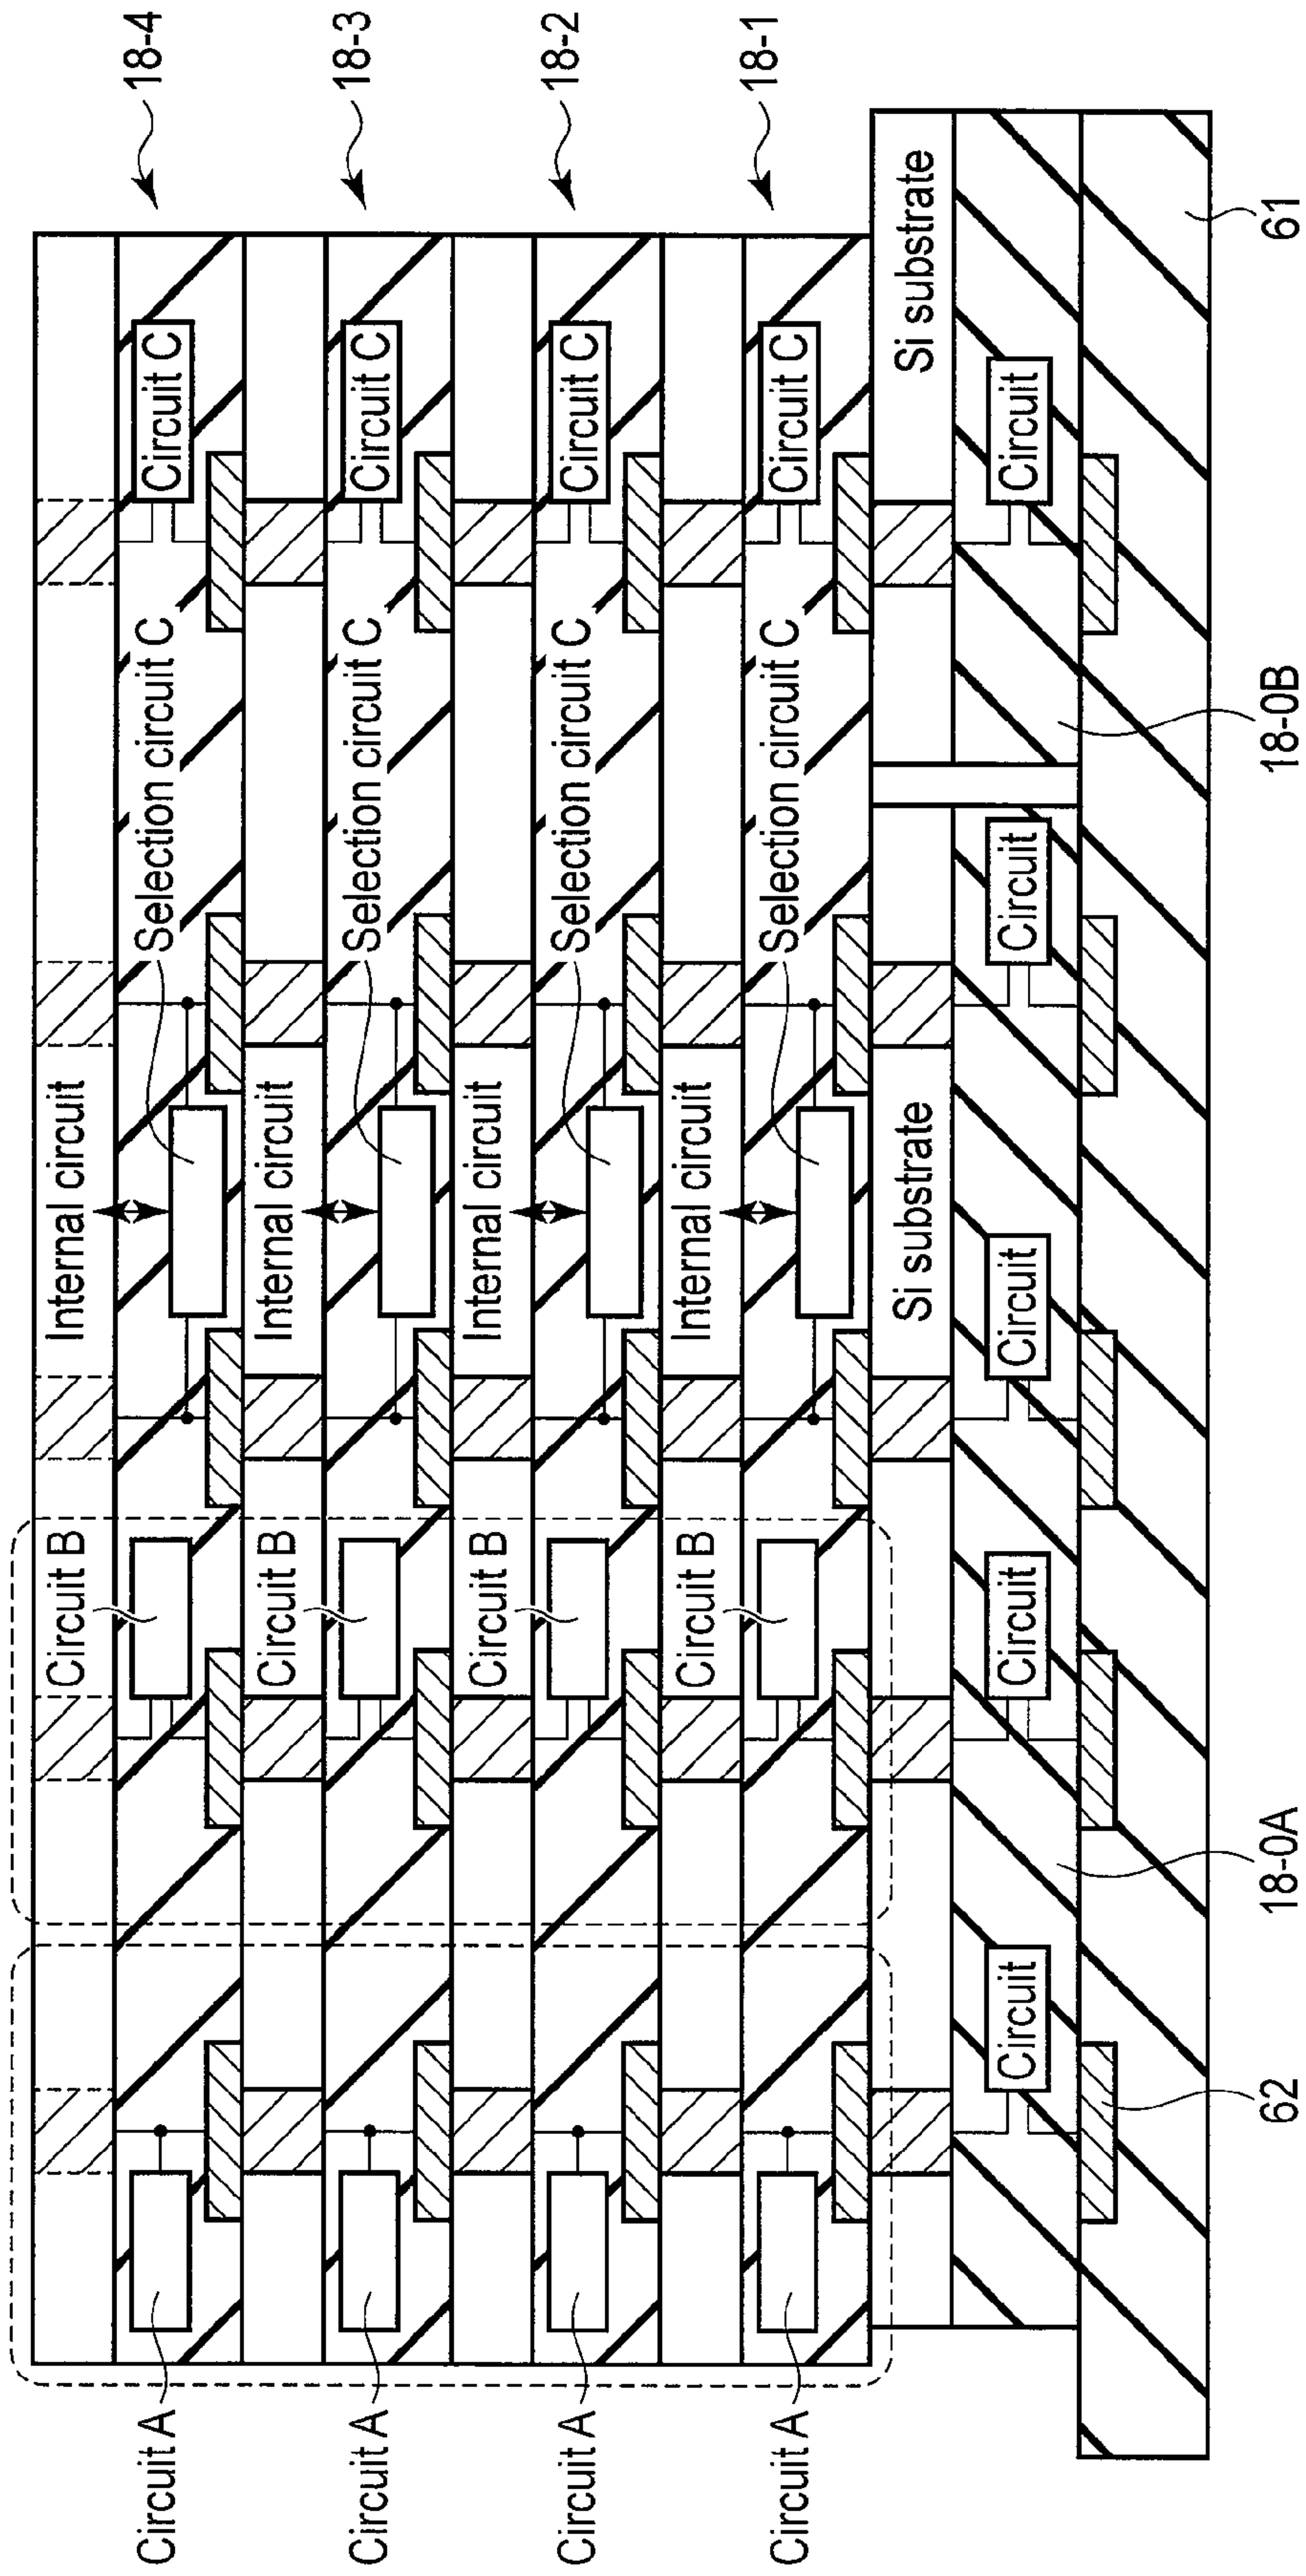 18-4
18-3
18-2
18-1
Circuit C
Circuit C
Circuit C
Circuit C
Si substrate
Circuit
61
Selection circuit C
Selection circuit C
Selection circuit C
Selection circuit C
18-0B
Circuit
Internal circuit
Internal circuit
Internal circuit
Internal circuit
Si substrate
Circuit
Circuit B
Circuit B
Circuit B
Circuit B
Circuit
18-0A
Circuit
62
Circuit A
Circuit A
Circuit A
Circuit A